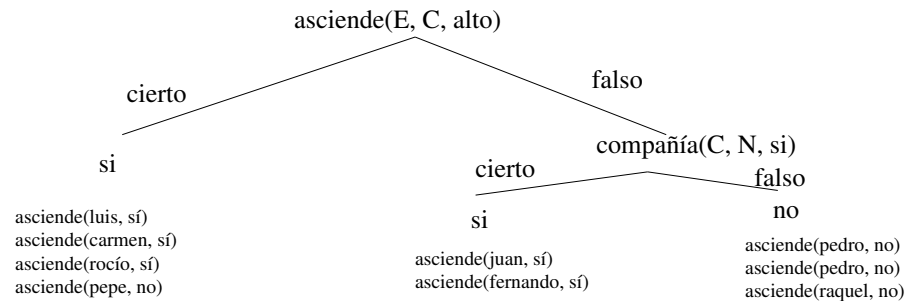 asciende(E, C, alto)
cierto
falso
si
compañía(C, N, si)
cierto
falso
si
no
asciende(luis, sí)
asciende(carmen, sí)
asciende(rocío, sí)
asciende(pepe, no)
asciende(juan, sí)
asciende(fernando, sí)
asciende(pedro, no)
asciende(pedro, no)
asciende(raquel, no)